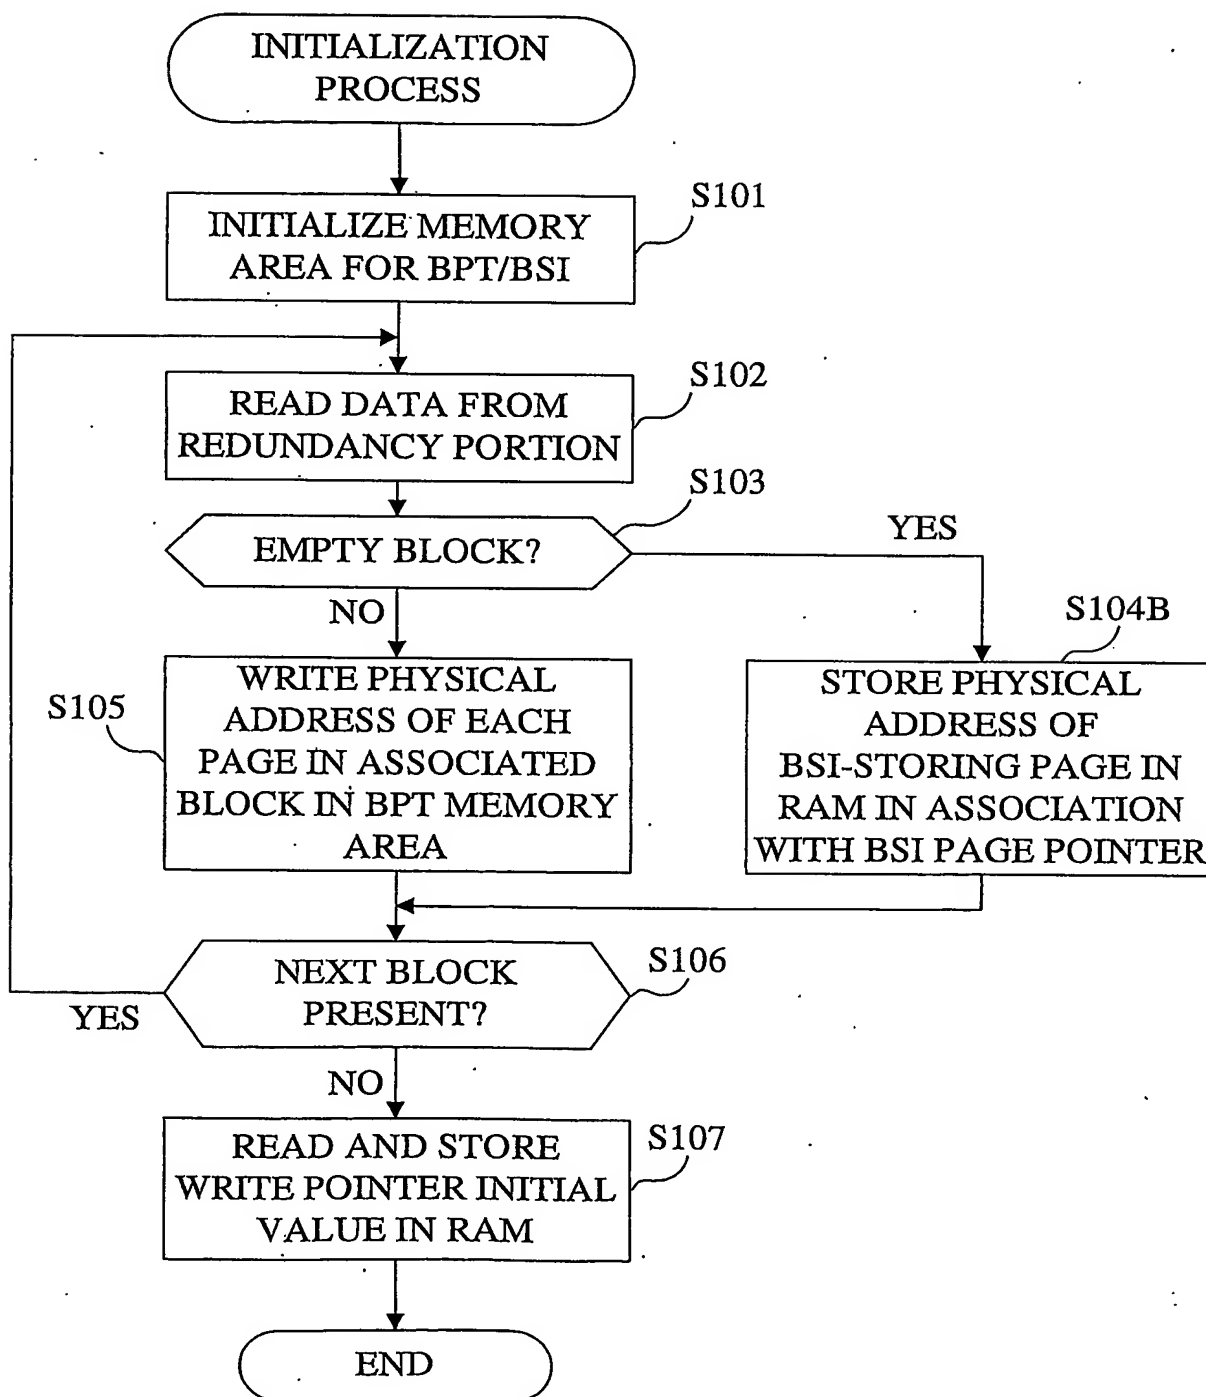 INITIALIZATION
PROCESS
S101
INITIALIZE MEMORY
AREA FOR BPT/BSI
S102
READ DATA FROM
REDUNDANCY PORTION
S103
EMPTY BLOCK?
YES
NO
S104B
S105
WRITE PHYSICAL
ADDRESS OF EACH
PAGE IN ASSOCIATED
BLOCK IN BPT MEMORY
AREA
STORE PHYSICAL
ADDRESS OF
BSI-STORING PAGE IN
RAM IN ASSOCIATION
WITH BSI PAGE POINTER
NEXT BLOCK
PRESENT?
S106
YES
NO
S107
READ AND STORE
WRITE POINTER INITIAL
VALUE IN RAM
END